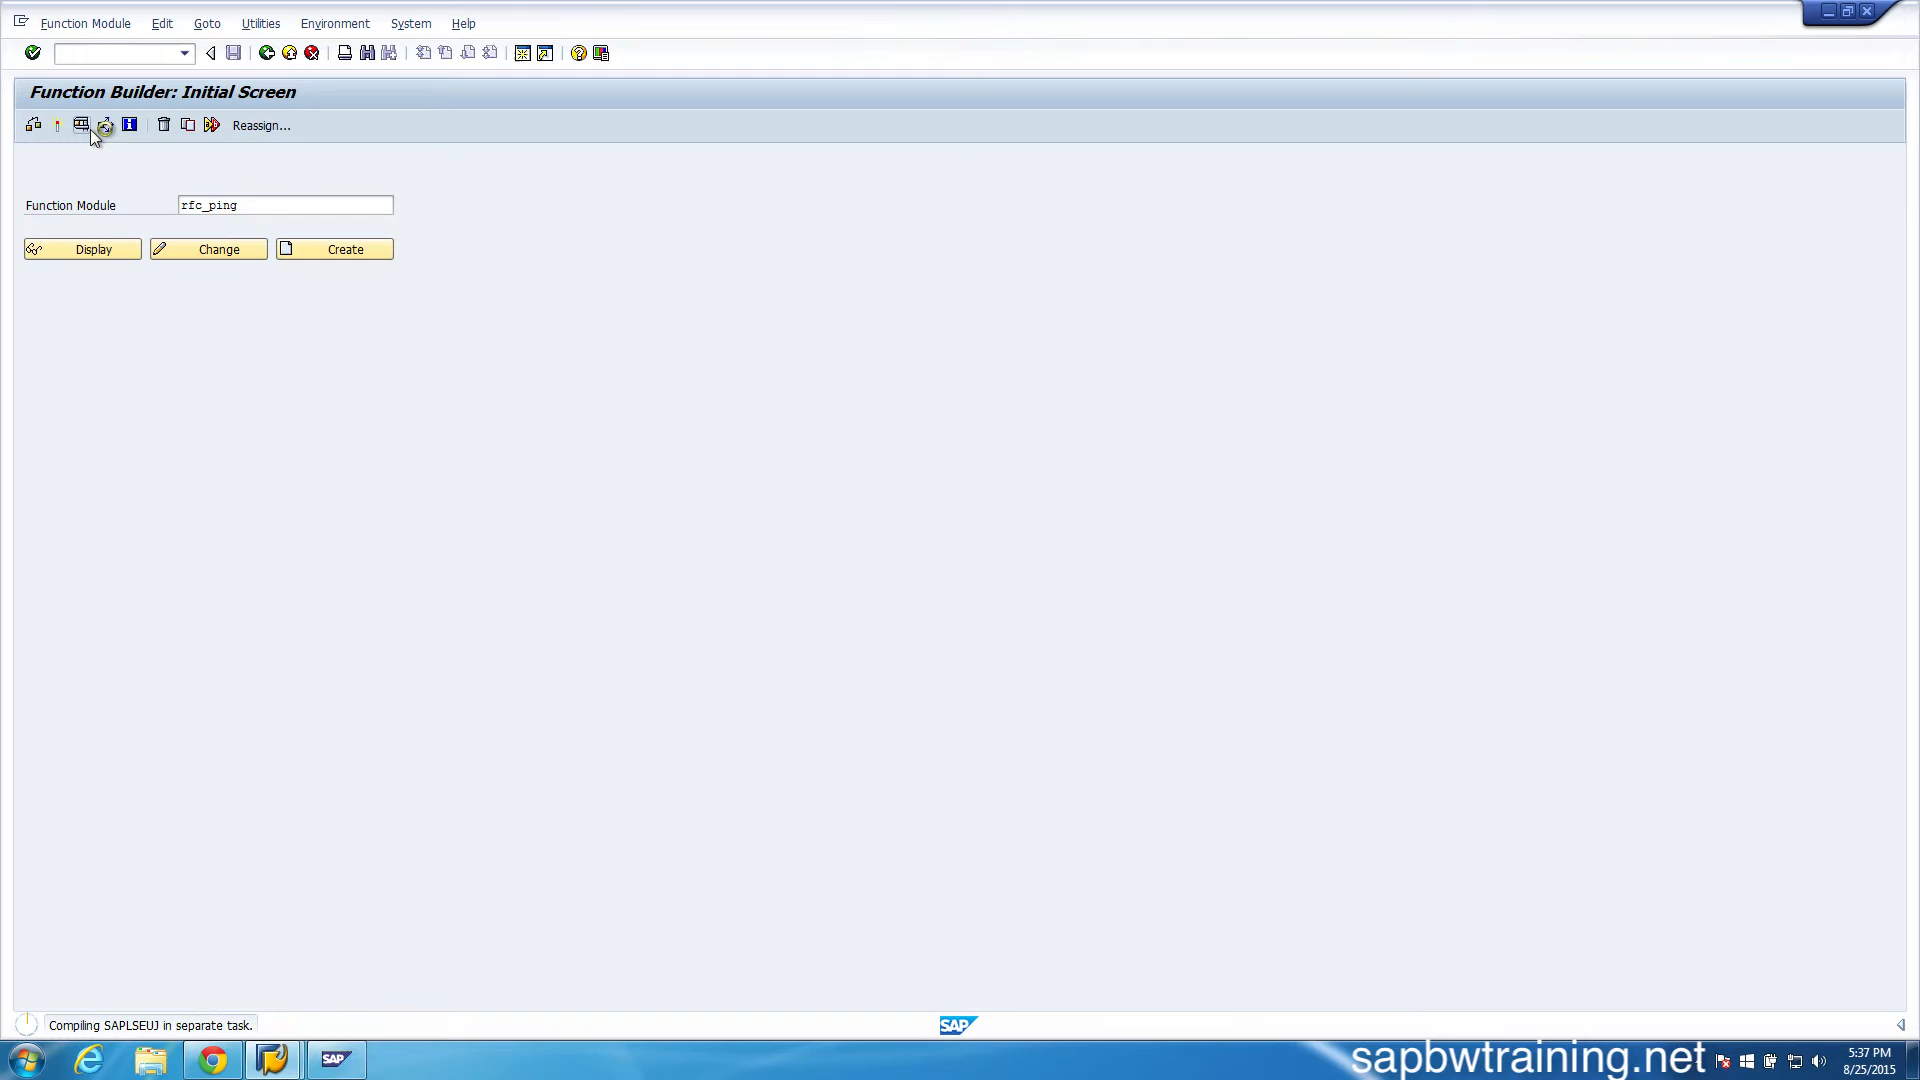 Function Module Edit Goto Utilities Environment System Help
Function Builder: Initial Screen
Reassign...
Function Module rfc_ping
Display Change Create
Compiling SAPLSEUJ in separate task.
SAP
SAP
sapbwtraining.net
5:37 PM
8/25/2015